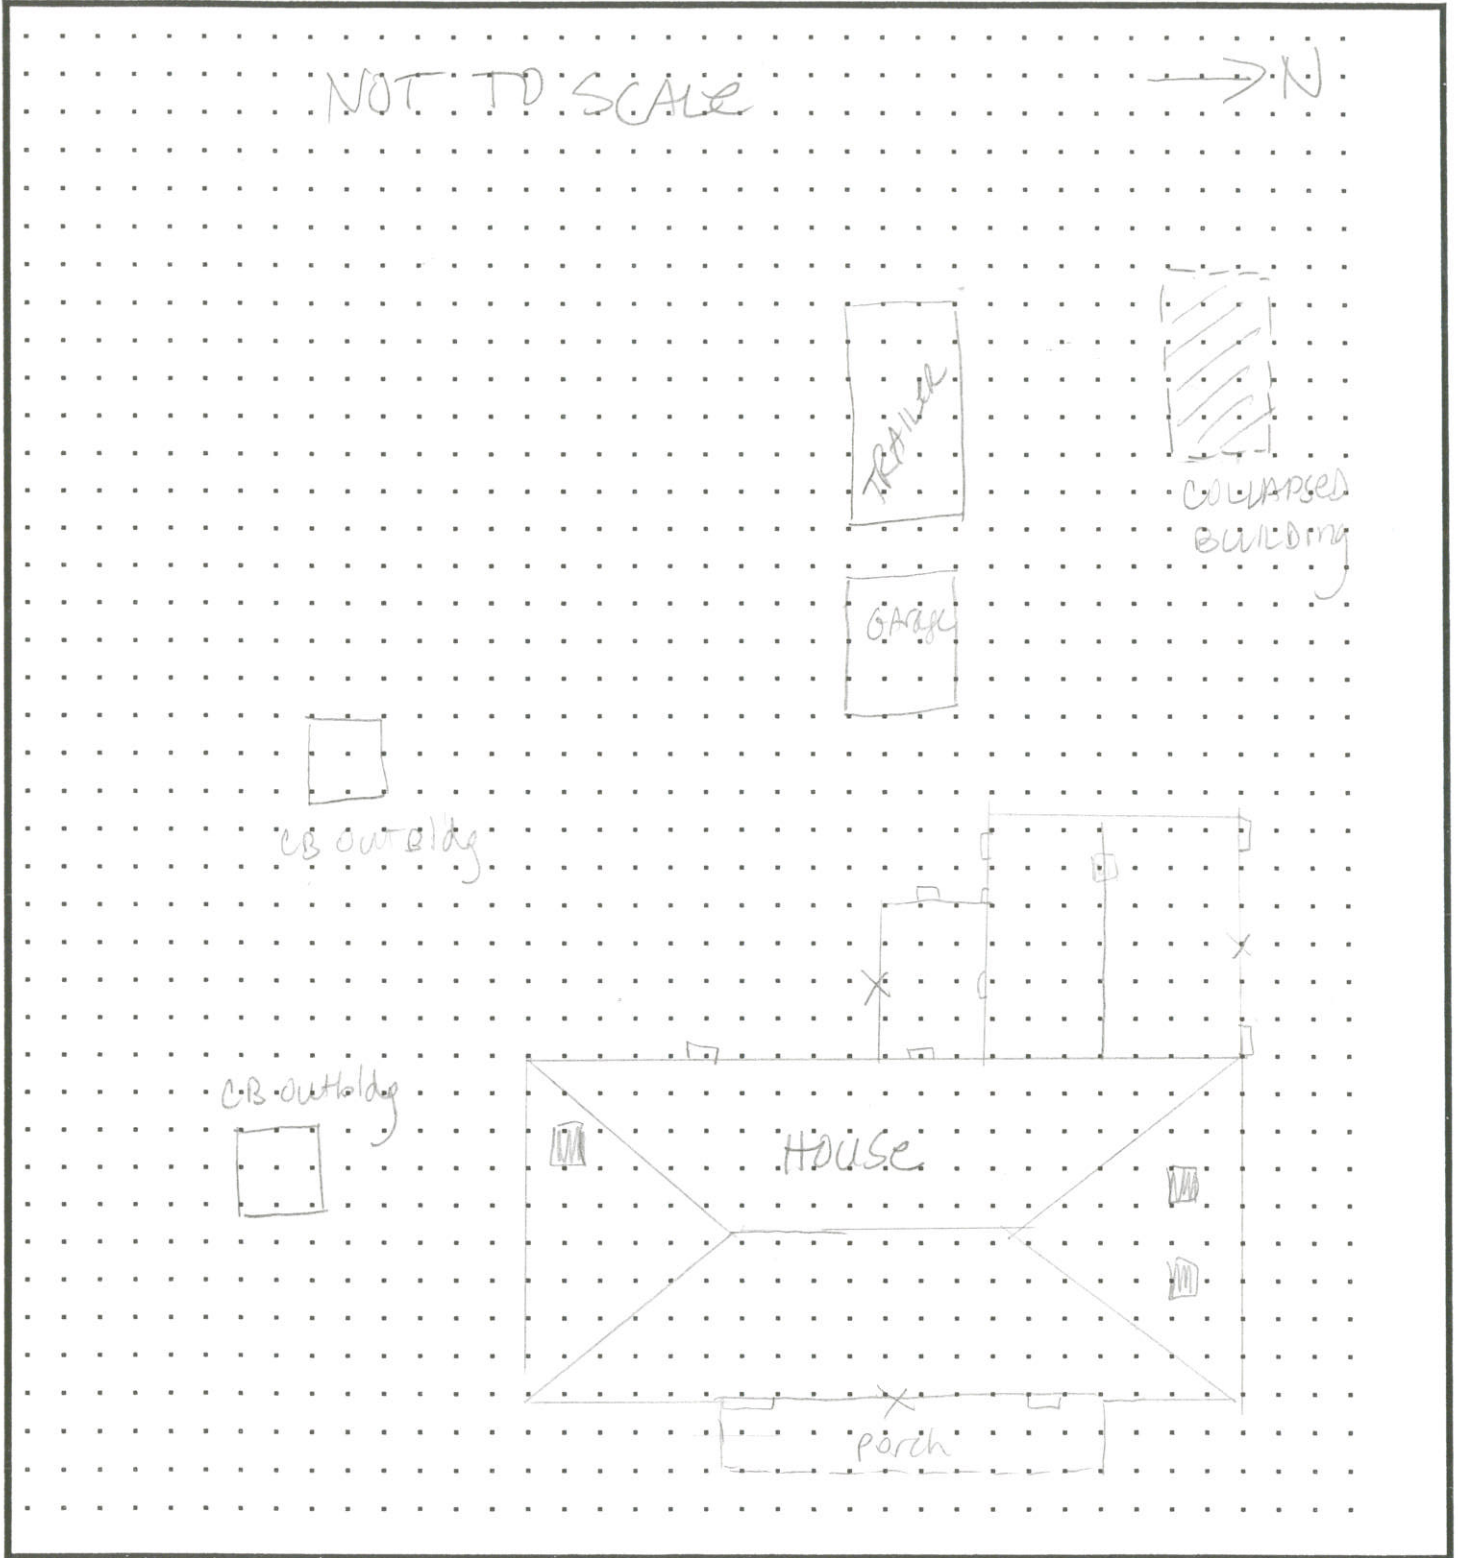 NOT TO SCALE
→ N
TRAILER
COLLAPSED
BUILDING
GArage
CB OutBldg
CB Outbldg
House
porch